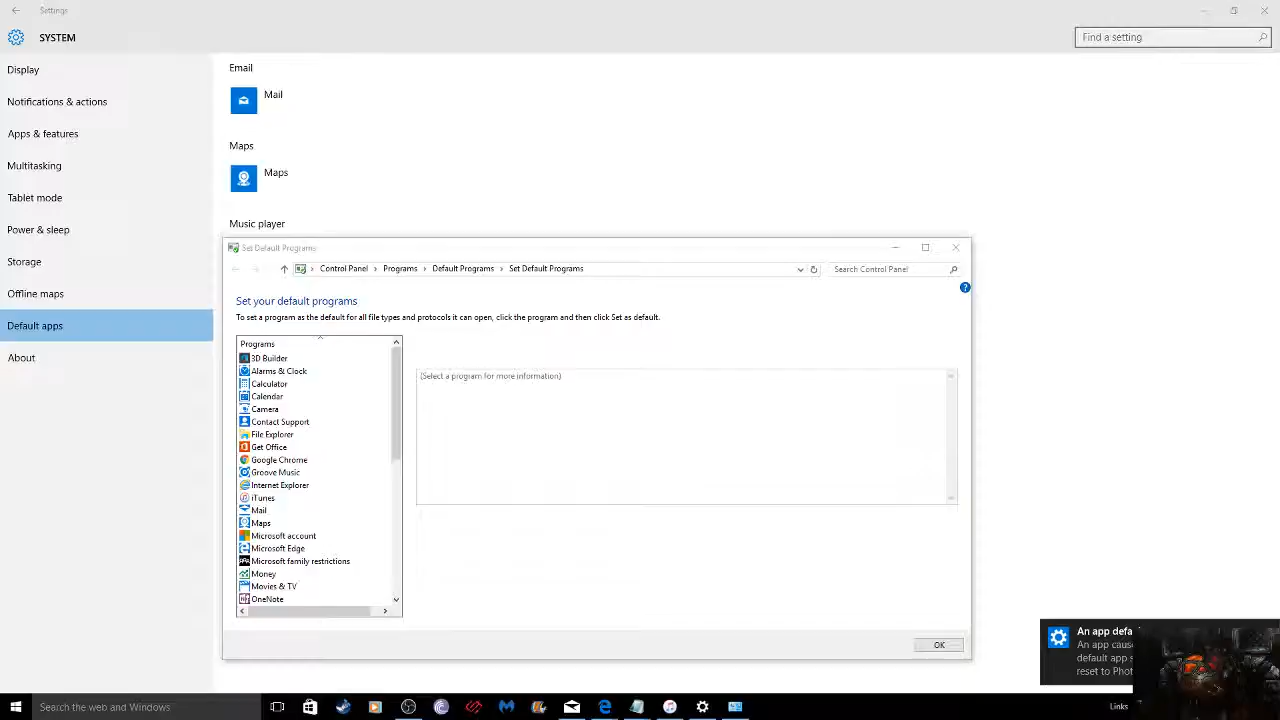 Settings
SYSTEM
Find a setting
Display
Notifications & actions
Apps & features
Multitasking
Tablet mode
Power & sleep
Storage
Offline maps
Default apps
About
Email
Mail
Maps
Maps
Music player
Set Default Programs
Control Panel > Programs > Default Programs > Set Default Programs
Search Control Panel
Set your default programs
To set a program as the default for all file types and protocols it can open, click the program and then click Set as default.
Programs
3D Builder
Alarms & Clock
Calculator
Calendar
Camera
Contact Support
File Explorer
Get Office
Google Chrome
Groove Music
Internet Explorer
iTunes
Mail
Maps
Microsoft account
Microsoft Edge
Microsoft family restrictions
Money
Movies & TV
OneNote
(Select a program for more information)
OK
An app defa
An app cause
default app s
reset to Phot
Search the web and Windows
Links